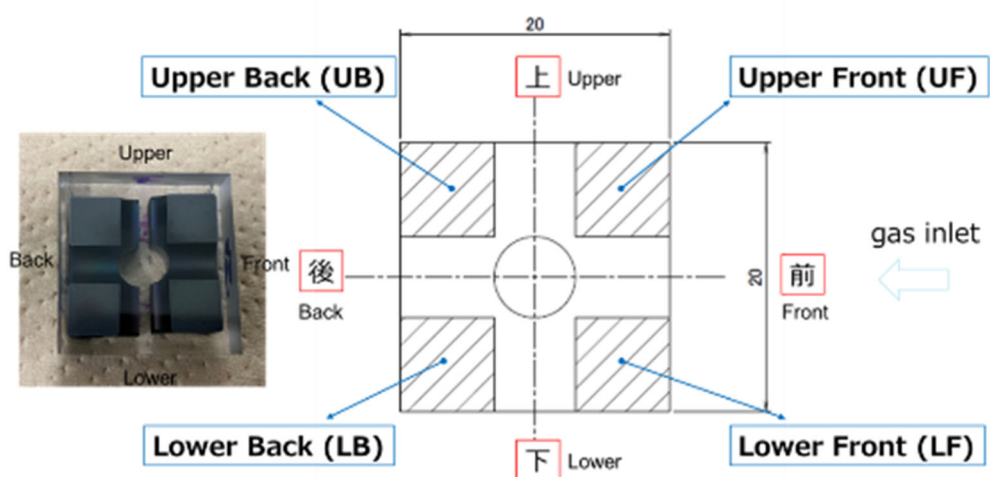 20
Upper Back (UB)
上 Upper
Upper Front (UF)
Upper
Back
Front
後
Back
20
前
Front
gas inlet
Lower
Lower Back (LB)
下 Lower
Lower Front (LF)